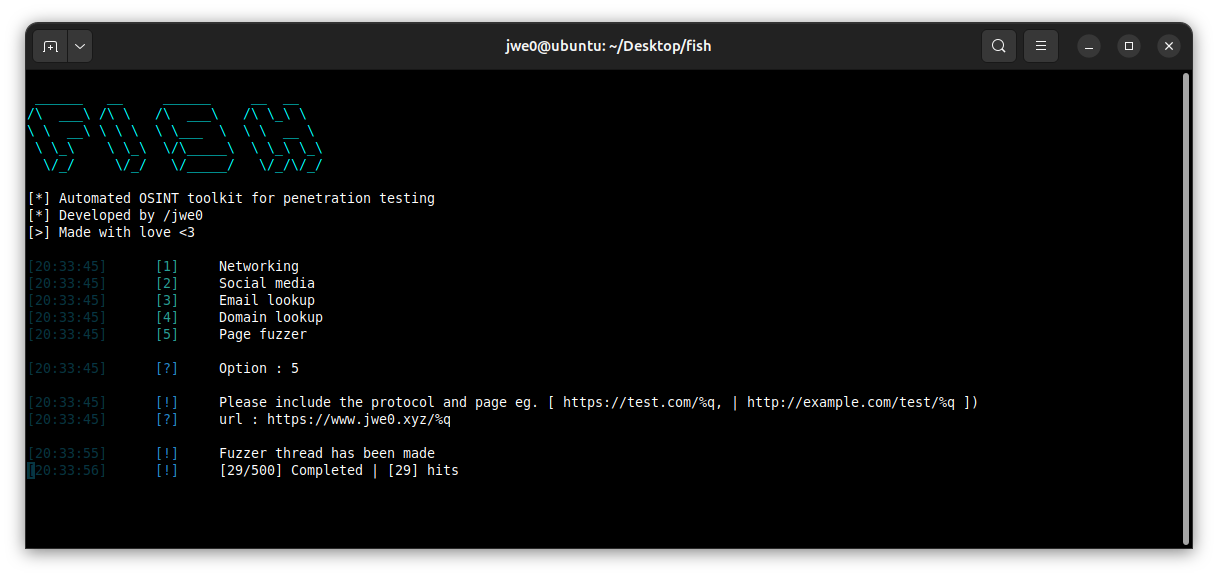 jwe0@ubuntu: ~/Desktop/fish
FISH
[*] Automated OSINT toolkit for penetration testing
[*] Developed by /jwe0
[>] Made with love <3
[20:33:45] [1] Networking
[20:33:45] [2] Social media
[20:33:45] [3] Email lookup
[20:33:45] [4] Domain lookup
[20:33:45] [5] Page fuzzer
[20:33:45] [?] Option : 5
[20:33:45] [!] Please include the protocol and page eg. [ https://test.com/%q, | http://example.com/test/%q ])
[20:33:45] [?] url : https://www.jwe0.xyz/%q
[20:33:55] [!] Fuzzer thread has been made
[20:33:56] [!] [29/500] Completed | [29] hits